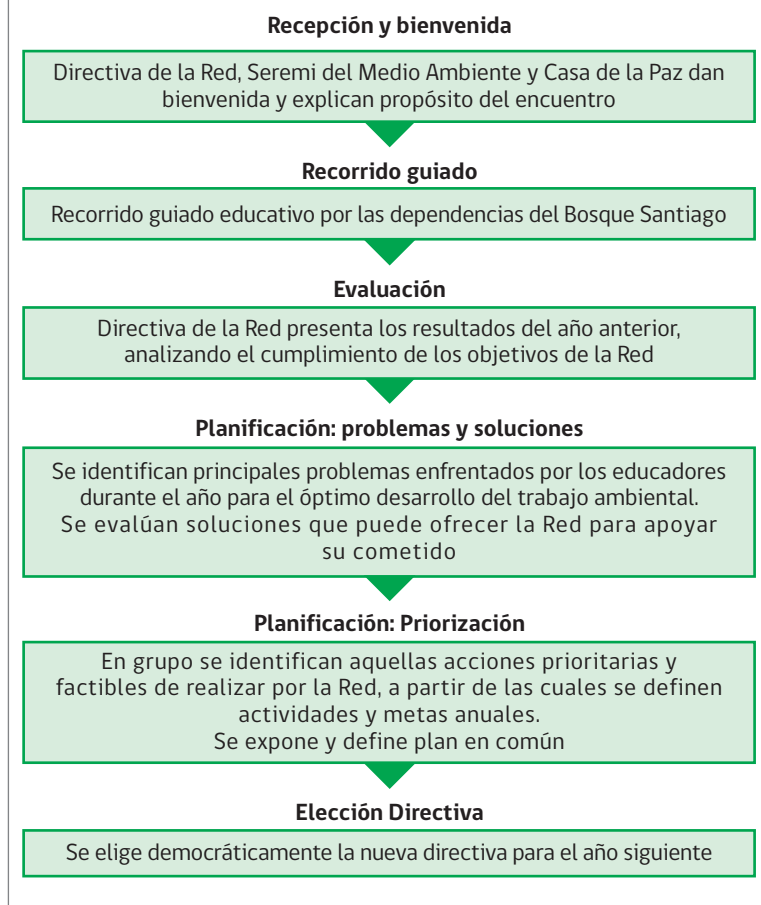 Recepción y bienvenida
Directiva de la Red, Seremi del Medio Ambiente y Casa de la Paz dan
bienvenida y explican propósito del encuentro
Recorrido guiado
Recorrido guiado educativo por las dependencias del Bosque Santiago
Evaluación
Directiva de la Red presenta los resultados del año anterior,
analizando el cumplimiento de los objetivos de la Red
Planificación: problemas y soluciones
Se identifican principales problemas enfrentados por los educadores
durante el año para el óptimo desarrollo del trabajo ambiental.
Se evalúan soluciones que puede ofrecer la Red para apoyar
su cometido
Planificación: Priorización
En grupo se identifican aquellas acciones prioritarias y
factibles de realizar por la Red, a partir de las cuales se definen
actividades y metas anuales.
Se expone y define plan en común
Elección Directiva
Se elige democráticamente la nueva directiva para el año siguiente